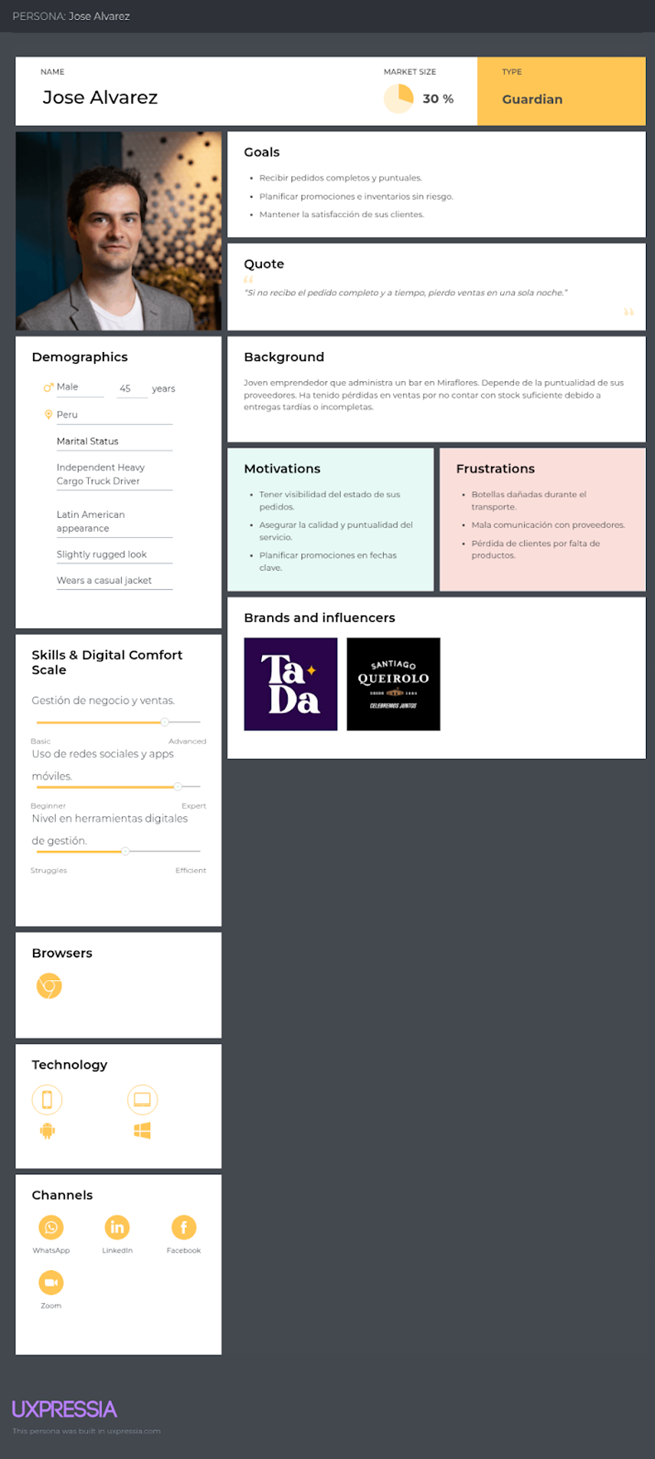 PERSONA: Jose Alvarez
NAME
Jose Alvarez
MARKET SIZE
30 %
TYPE
Guardian
Goals
• Recibir pedidos completos y puntuales.
• Planificar promociones e inventarios sin riesgo.
• Mantener la satisfacción de sus clientes.
Quote
“
"Si no recibo el pedido completo y a tiempo, pierdo ventas en una sola noche."
”
Demographics
Male
45 years
Peru
Marital Status
Independent Heavy
Cargo Truck Driver
Latin American
appearance
Slightly rugged look
Wears a casual jacket
Background
Joven emprendedor que administra un bar en Miraflores. Depende de la puntualidad de sus
proveedores. Ha tenido pérdidas en ventas por no contar con stock suficiente debido a
entregas tardías o incompletas.
Motivations
• Tener visibilidad del estado de sus
pedidos.
• Asegurar la calidad y puntualidad del
servicio.
• Planificar promociones en fechas
clave.
Frustrations
• Botellas dañadas durante el
transporte.
• Mala comunicación con proveedores.
• Pérdida de clientes por falta de
productos.
Brands and influencers
Ta
Da
SANTIAGO
QUEIROLO
DESDE 1880
CELEBREMOS JUNTOS
Skills & Digital Comfort
Scale
Gestión de negocio y ventas.
Basic Advanced
Uso de redes sociales y apps
móviles.
Beginner Expert
Nivel en herramientas digitales
de gestión.
Struggles Efficient
Browsers
Technology
Channels
WhatsApp LinkedIn Facebook
Zoom
UXPRESSIA
This persona was built in uxpressia.com